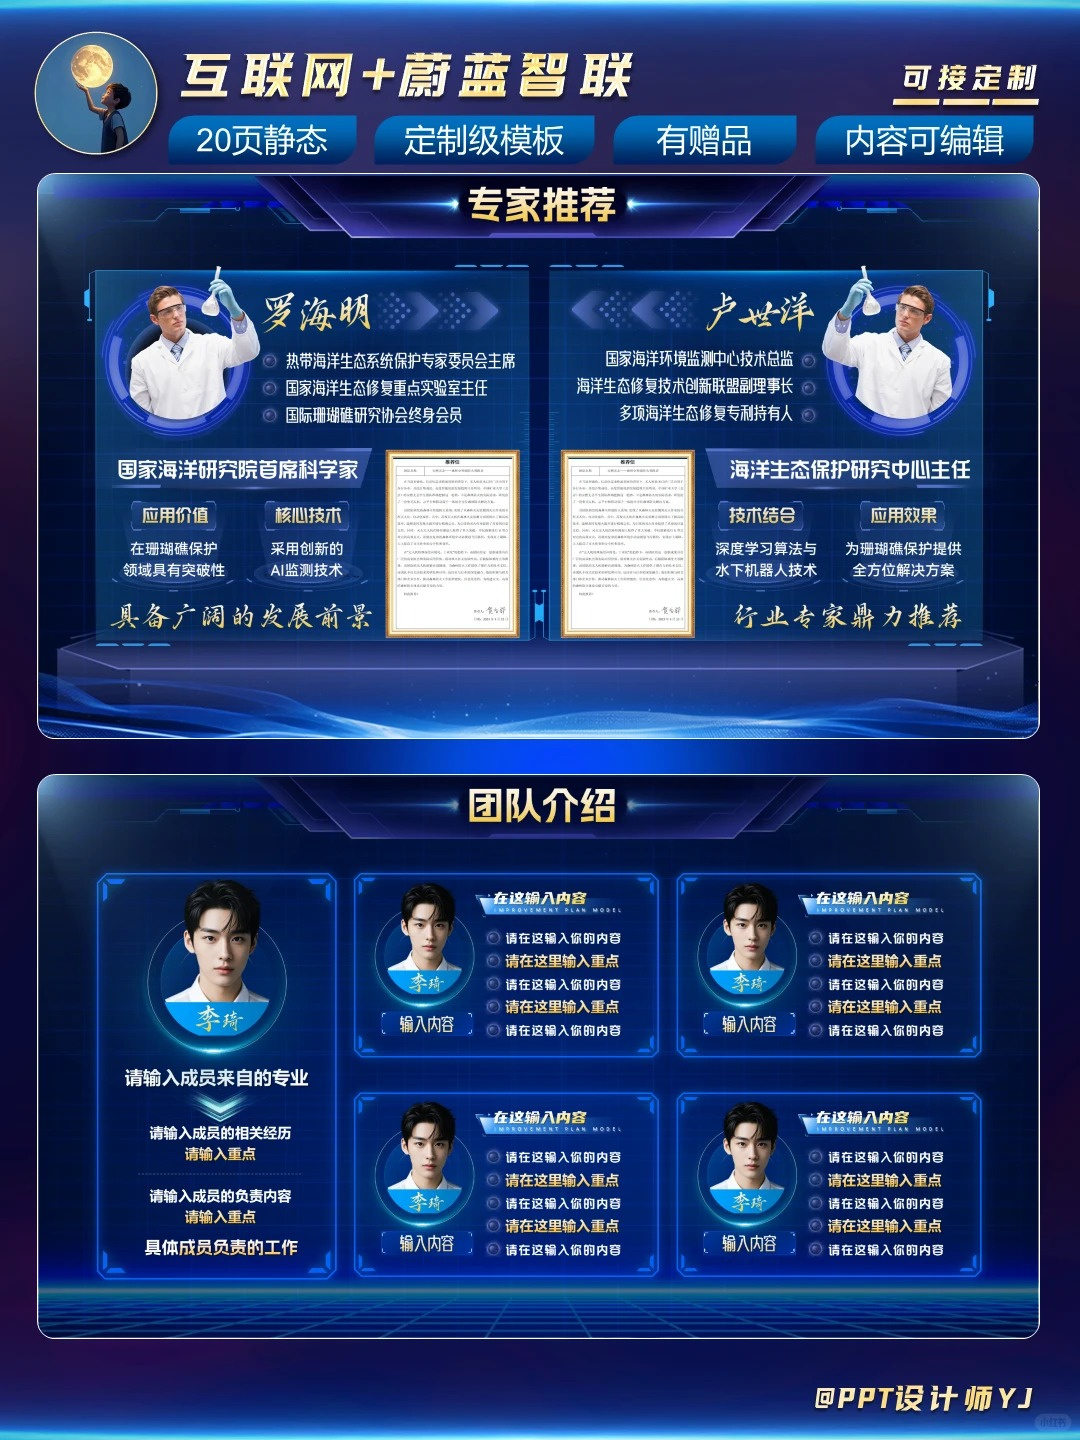 互联网+蔚蓝智联
可接定制
20页静态
定制级模板
有赠品
内容可编辑
专家推荐
罗海明
热带海洋生态系统保护专家委员会主席
国家海洋生态修复重点实验室主任
国际珊瑚礁研究协会终身会员
国家海洋研究院首席科学家
应用价值
核心技术
在珊瑚礁保护
领域具有突破性
采用创新的
AI监测技术
具备广阔的发展前景
推荐信
卢世洋
国家海洋环境监测中心技术总监
海洋生态修复技术创新联盟副理事长
多项海洋生态修复专利持有人
海洋生态保护研究中心主任
技术结合
应用效果
深度学习算法与
水下机器人技术
为珊瑚礁保护提供
全方位解决方案
行业专家鼎力推荐
推荐信
团队介绍
李琦
请输入成员来自的专业
请输入成员的相关经历
请输入重点
请输入成员的负责内容
请输入重点
具体成员负责的工作
李琦
输入内容
在这输入内容
IMPROVEMENT PLAN MODEL
请在这输入你的内容
请在这里输入重点
请在这输入你的内容
请在这里输入重点
请在这输入你的内容
李琦
输入内容
在这输入内容
IMPROVEMENT PLAN MODEL
请在这输入你的内容
请在这里输入重点
请在这输入你的内容
请在这里输入重点
请在这输入你的内容
李琦
输入内容
在这输入内容
IMPROVEMENT PLAN MODEL
请在这输入你的内容
请在这里输入重点
请在这输入你的内容
请在这里输入重点
请在这输入你的内容
李琦
输入内容
在这输入内容
IMPROVEMENT PLAN MODEL
请在这输入你的内容
请在这里输入重点
请在这输入你的内容
请在这里输入重点
请在这输入你的内容
@PPT设计师YJ
小红书